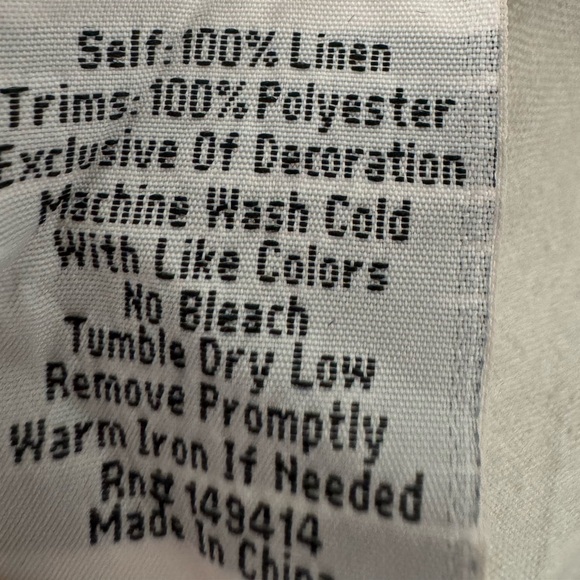 Self: 100% Linen
Trims: 100% Polyester
Exclusive Of Decoration
Machine Wash Cold
With Like Colors
No Bleach
Tumble Dry Low
Remove Promptly
Warm Iron If Needed
Rn# 149414
Made In China